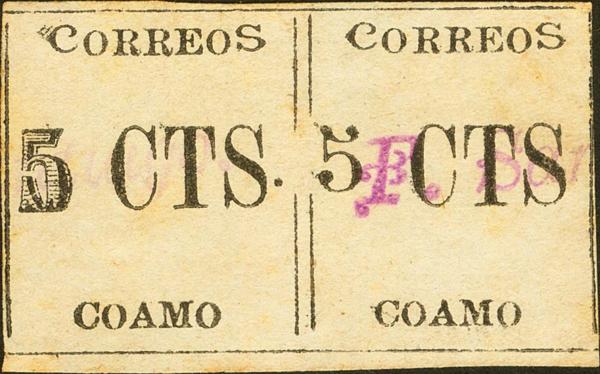 CORREOS CORREOS
5 CTS. 5 F. CTS
COAMO COAMO